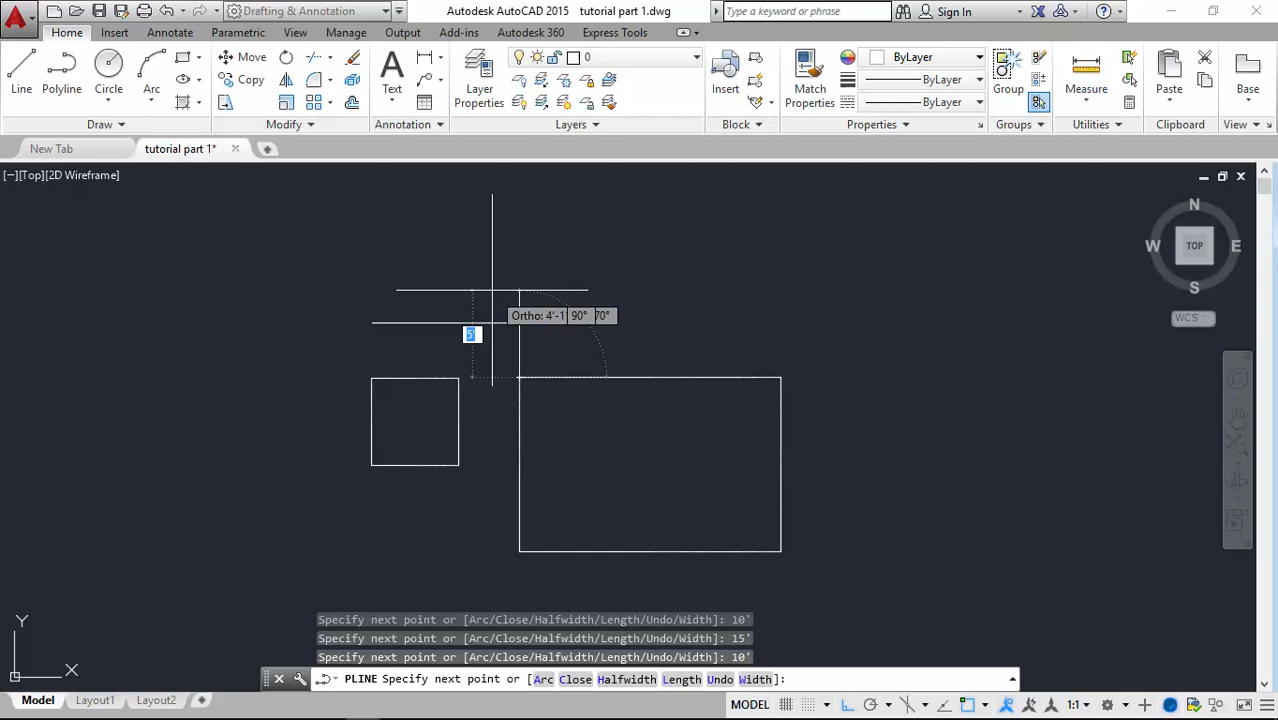 Drafting & Annotation
Autodesk AutoCAD 2015 tutorial part 1.dwg
Type a keyword or phrase
Sign In
Home Insert Annotate Parametric View Manage Output Add-ins Autodesk 360 Express Tools
Line Polyline Circle Arc
Move
Copy
Text
Layer Properties
0
Insert
Match Properties
ByLayer
ByLayer
ByLayer
Group
Measure
Paste
Base
Draw Modify Annotation Layers Block Properties Groups Utilities Clipboard View
New Tab tutorial part 1*
[−][Top][2D Wireframe]
N
W TOP E
S
WCS
Ortho: 4'-1 90° 70°
5'
Y
X
Specify next point or [Arc/Close/Halfwidth/Length/Undo/Width]: 10'
Specify next point or [Arc/Close/Halfwidth/Length/Undo/Width]: 15'
Specify next point or [Arc/Close/Halfwidth/Length/Undo/Width]: 10'
PLINE Specify next point or [Arc Close Halfwidth Length Undo Width]:
Model Layout1 Layout2
MODEL 1:1